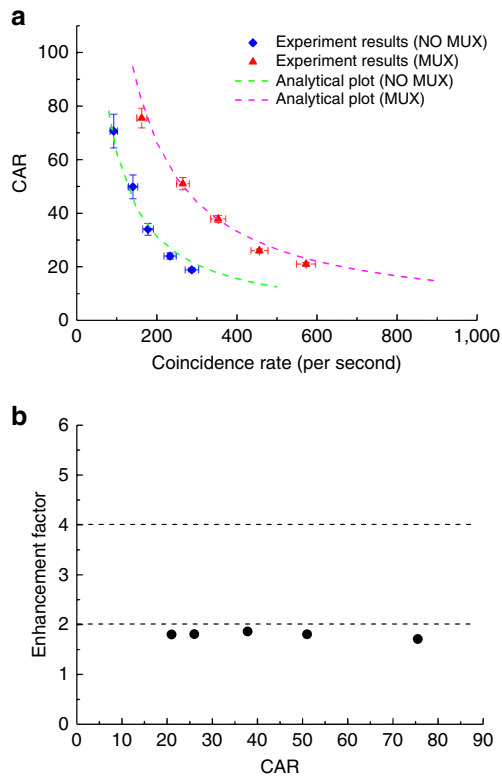 a
Experiment results (NO MUX)
Experiment results (MUX)
Analytical plot (NO MUX)
Analytical plot (MUX)
CAR
100
80
60
40
20
0
0 200 400 600 800 1,000
Coincidence rate (per second)
b
Enhancement factor
6
5
4
3
2
1
0
0 10 20 30 40 50 60 70 80 90
CAR